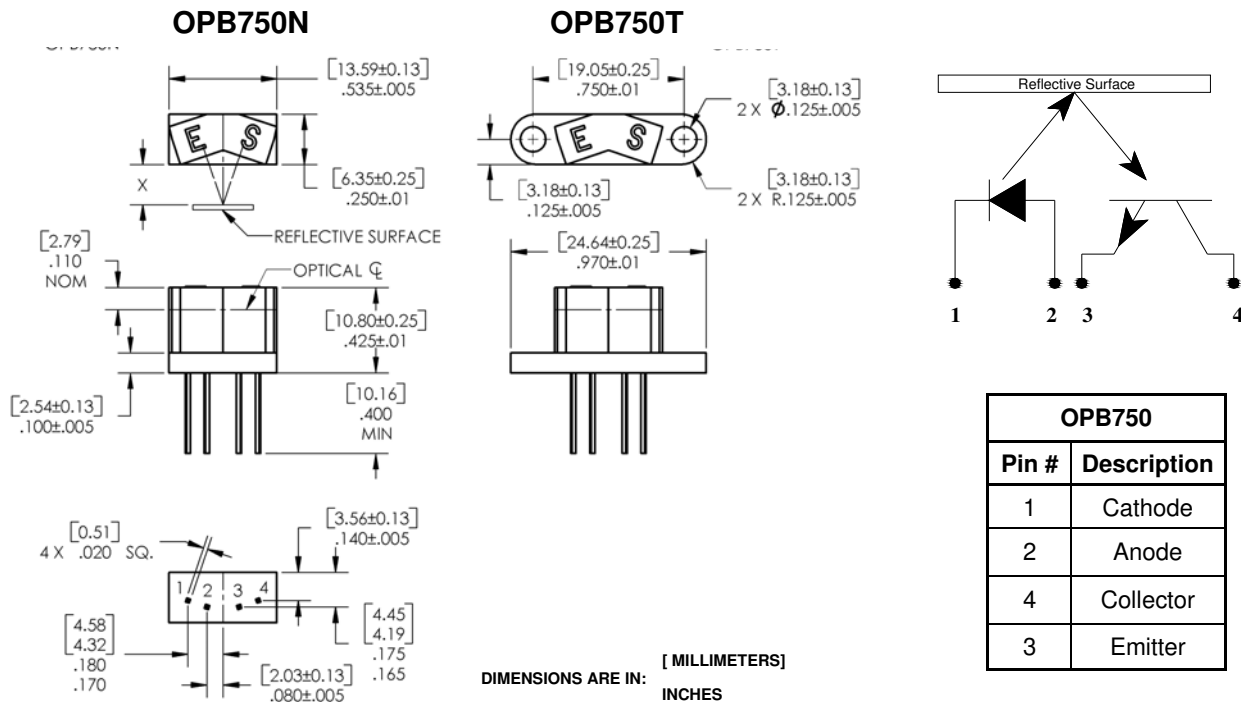 OPB750N
OPB750T
[13.59±0.13]
.535±.005
E S
X
[6.35±0.25]
.250±.01
REFLECTIVE SURFACE
[2.79]
.110
NOM
OPTICAL ℄
[10.80±0.25]
.425±.01
[2.54±0.13]
.100±.005
[10.16]
.400
MIN
[0.51]
4 X .020 SQ.
[3.56±0.13]
.140±.005
1 2 3 4
[4.58
4.32]
.180
.170
[2.03±0.13]
.080±.005
[4.45
4.19]
.175
.165
[19.05±0.25]
.750±.01
[3.18±0.13]
2 X Ø.125±.005
E S
[3.18±0.13]
.125±.005
[3.18±0.13]
2 X R.125±.005
[24.64±0.25]
.970±.01
DIMENSIONS ARE IN:
[ MILLIMETERS]
INCHES
Reflective Surface
1 2 3 4
OPB750
Pin # Description
1 Cathode
2 Anode
4 Collector
3 Emitter